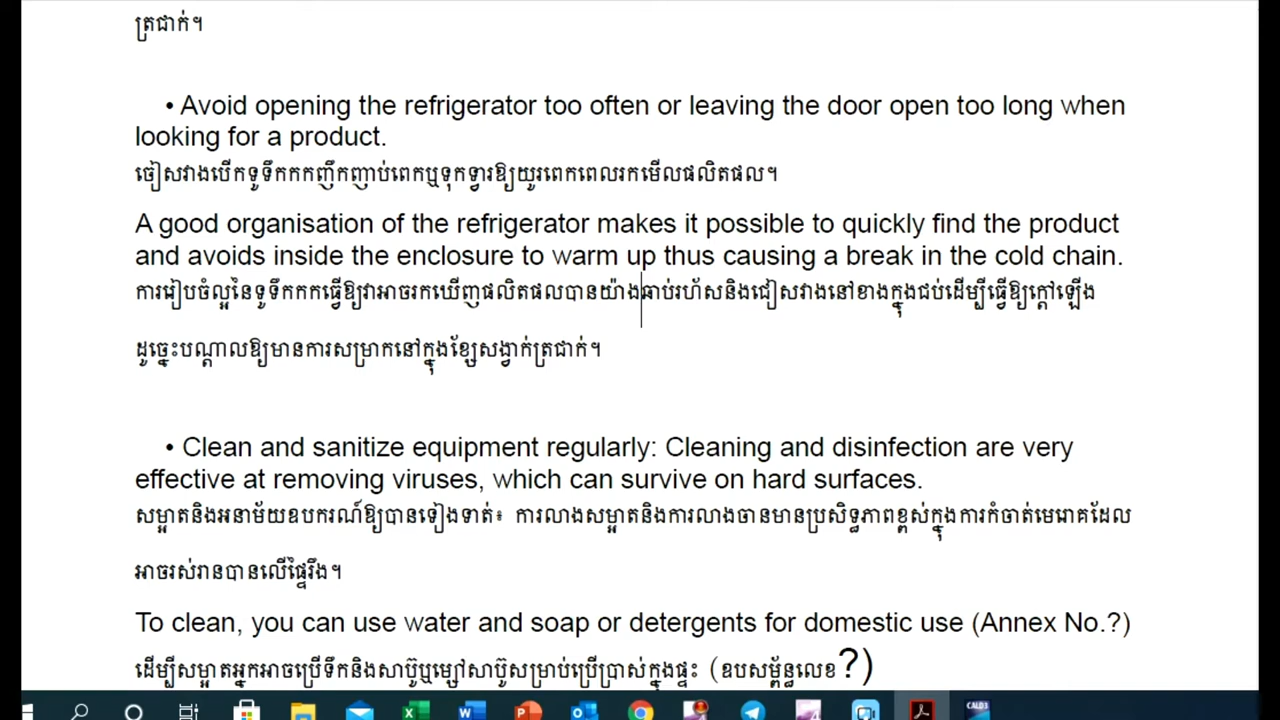 ត្រជាក់។
• Avoid opening the refrigerator too often or leaving the door open too long when
looking for a product.
ចៀសវាងបើកទូទឹកកកញឹកញាប់ពេកឬទុកទ្វារឱ្យយូរពេកពេលរកមើលផលិតផល។
A good organisation of the refrigerator makes it possible to quickly find the product
and avoids inside the enclosure to warm up thus causing a break in the cold chain.
ការរៀបចំល្អនៃទូទឹកកកធ្វើឱ្យវាអាចរកឃើញផលិតផលបានយ៉ាងឆាប់រហ័សនិងជៀសវាងនៅខាងក្នុងជប់ដើម្បីធ្វើឱ្យក្តៅឡើង
ដូច្នេះបណ្តាលឱ្យមានការសម្រាកនៅក្នុងខ្សែសង្វាក់ត្រជាក់។
• Clean and sanitize equipment regularly: Cleaning and disinfection are very
effective at removing viruses, which can survive on hard surfaces.
សម្អាតនិងអនាម័យឧបករណ៍ឱ្យបានទៀងទាត់៖ ការលាងសម្អាតនិងការលាងចានមានប្រសិទ្ធភាពខ្ពស់ក្នុងការកំចាត់មេរោគដែល
អាចរស់រានបានលើផ្ទៃរឹង។
To clean, you can use water and soap or detergents for domestic use (Annex No.?)
ដើម្បីសម្អាតអ្នកអាចប្រើទឹកនិងសាប៊ូឬម្សៅសាប៊ូសម្រាប់ប្រើប្រាស់ក្នុងផ្ទះ (ឧបសម្ព័ន្ធលេខ?)
CALD3